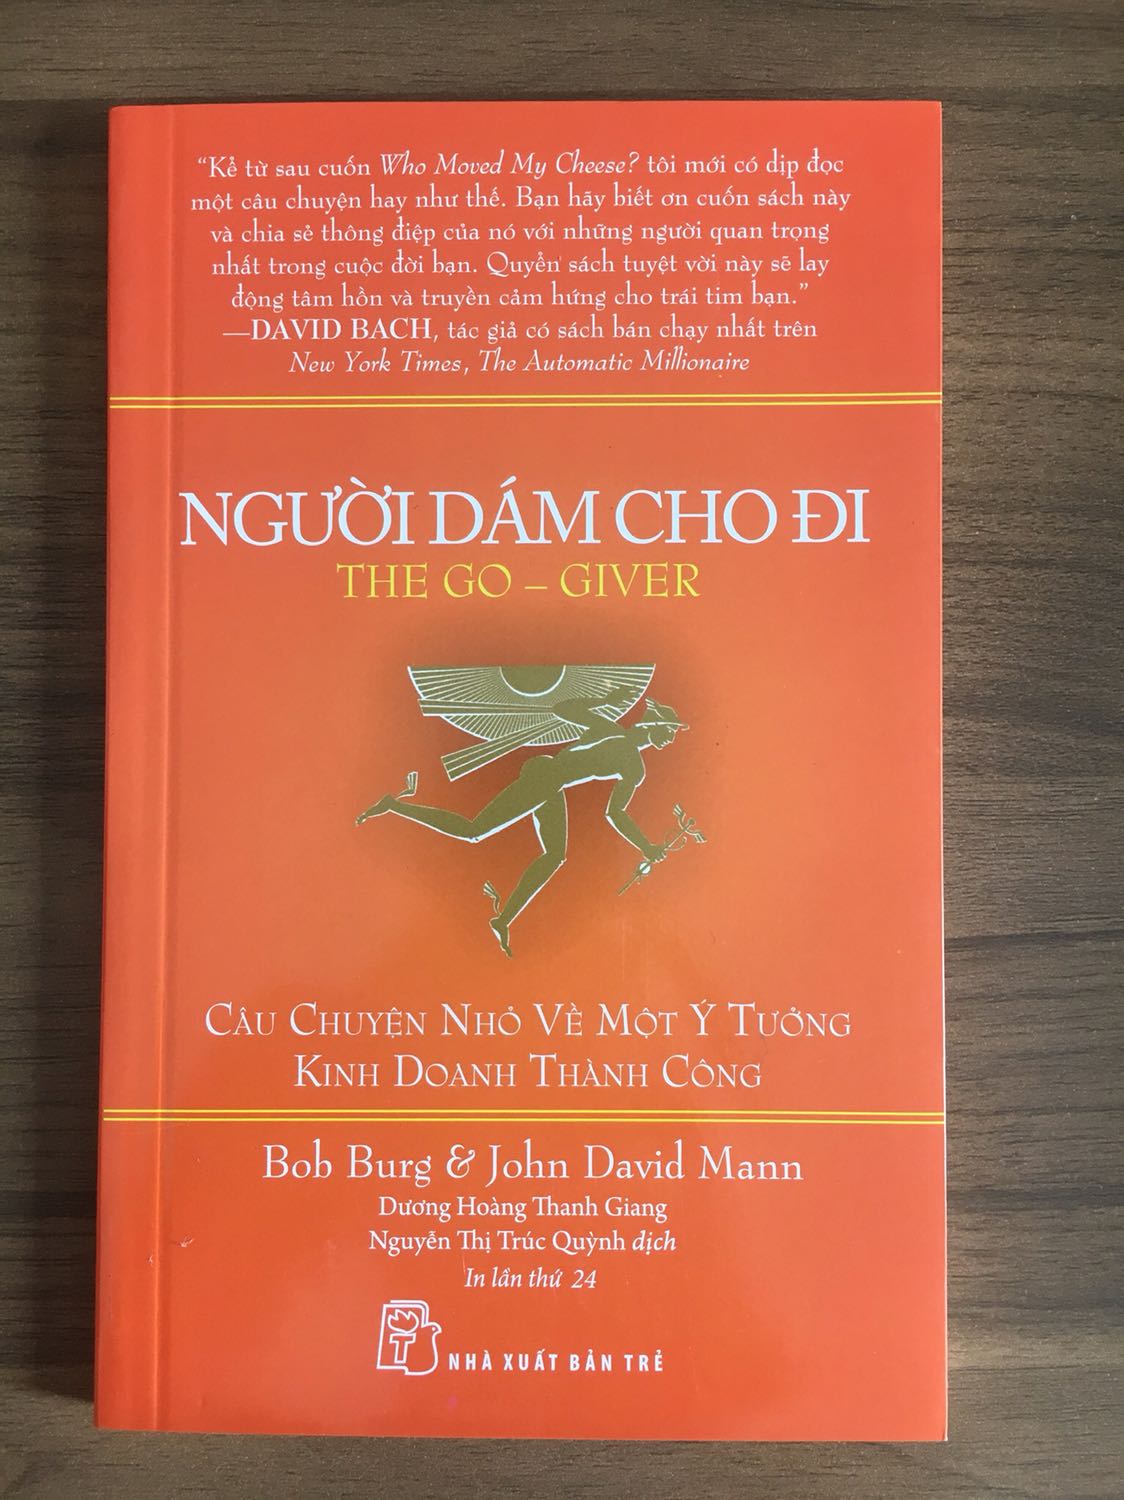 “Kể từ sau cuốn Who Moved My Cheese? tôi mới có dịp đọc
một câu chuyện hay như thế. Bạn hãy biết ơn cuốn sách này
và chia sẻ thông điệp của nó với những người quan trọng
nhất trong cuộc đời bạn. Quyển sách tuyệt vời này sẽ lay
động tâm hồn và truyền cảm hứng cho trái tim bạn.”
—DAVID BACH, tác giả có sách bán chạy nhất trên
New York Times, The Automatic Millionaire
NGƯỜI DÁM CHO ĐI
THE GO – GIVER
CÂU CHUYỆN NHỎ VỀ MỘT Ý TƯỞNG
KINH DOANH THÀNH CÔNG
Bob Burg & John David Mann
Dương Hoàng Thanh Giang
Nguyễn Thị Trúc Quỳnh dịch
In lần thứ 24
T
NHÀ XUẤT BẢN TRẺ